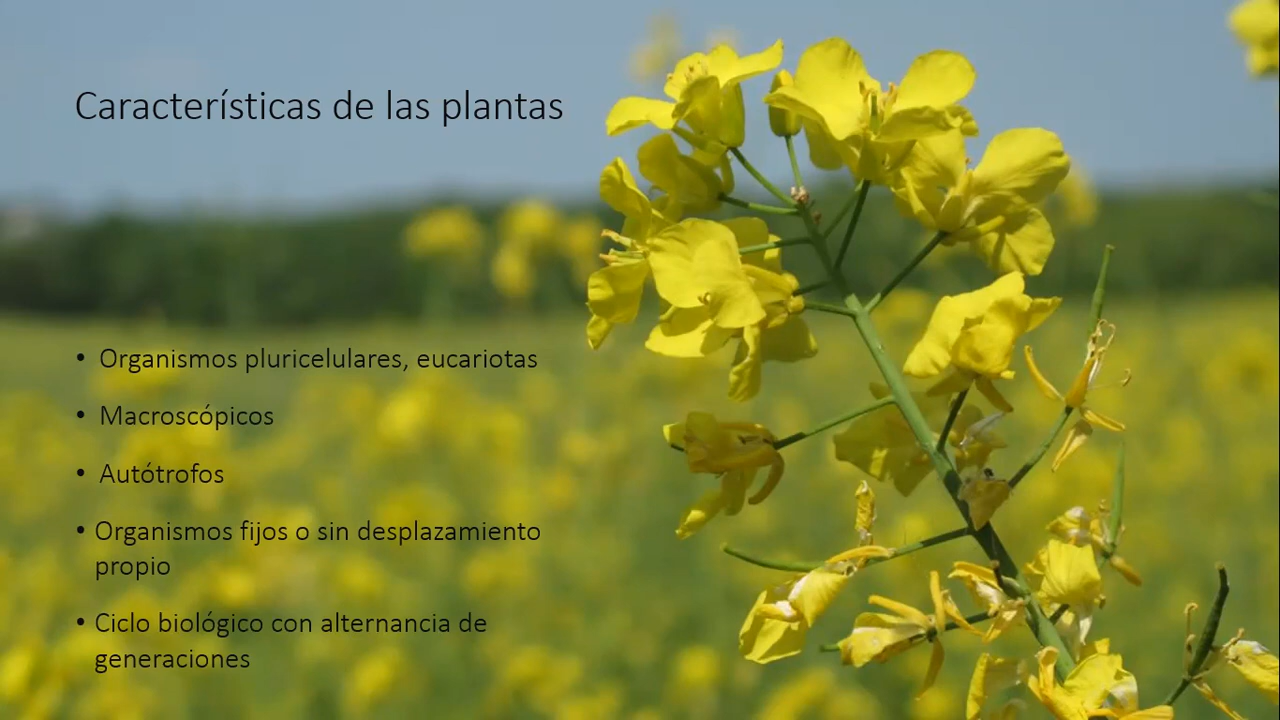 Características de las plantas
• Organismos pluricelulares, eucariotas
• Macroscópicos
• Autótrofos
• Organismos fijos o sin desplazamiento
propio
• Ciclo biológico con alternancia de
generaciones